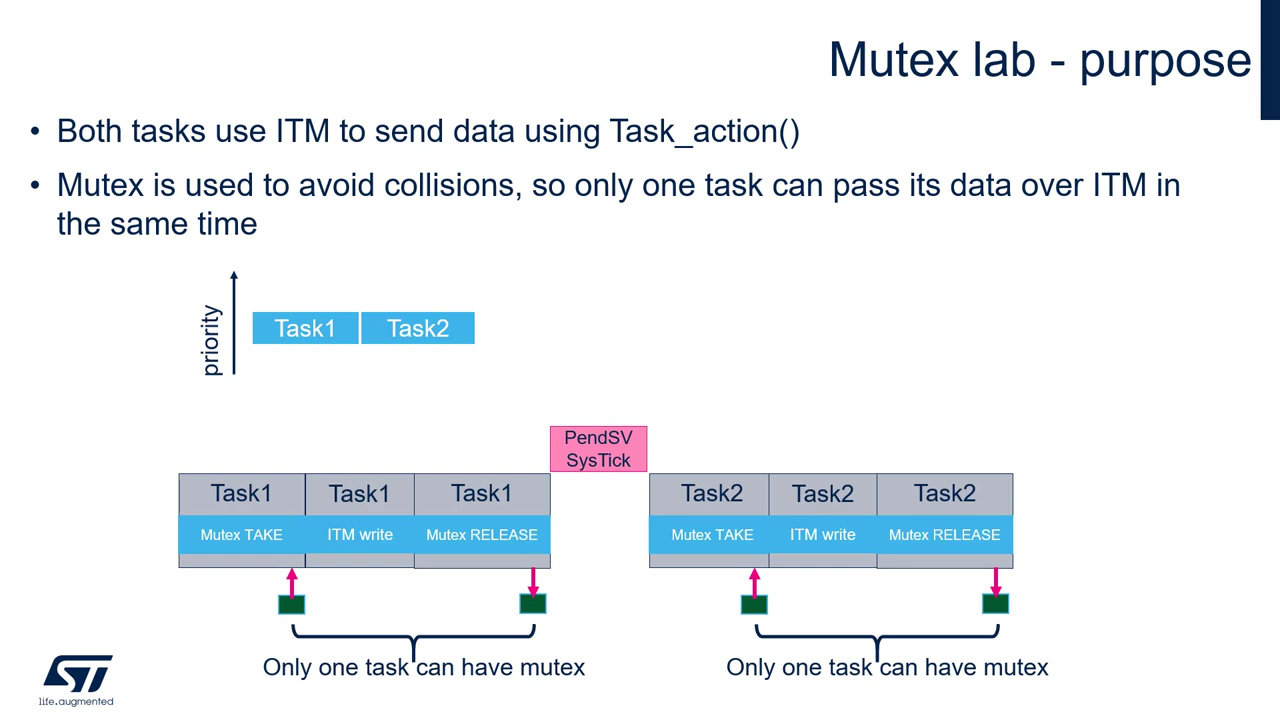 Mutex lab - purpose
• Both tasks use ITM to send data using Task_action()
• Mutex is used to avoid collisions, so only one task can pass its data over ITM in
the same time
priority
Task1 Task2
PendSV
SysTick
Task1 Task1 Task1 Task2 Task2 Task2
Mutex TAKE ITM write Mutex RELEASE Mutex TAKE ITM write Mutex RELEASE
Only one task can have mutex Only one task can have mutex
ST
life.augmented